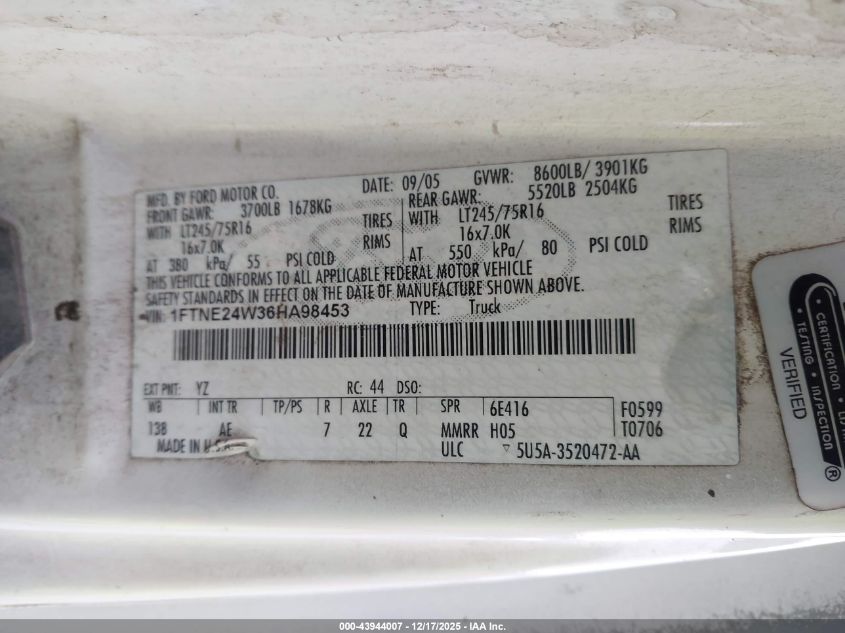 MFD. BY FORD MOTOR CO. DATE: 09/05 GVWR: 8600LB/ 3901KG
FRONT GAWR: 3700LB 1678KG REAR GAWR: 5520LB 2504KG
WITH LT245/75R16 TIRES WITH LT245/75R16 TIRES
16x7.0K RIMS 16x7.0K RIMS
AT 380 kPa/ 55 PSI COLD AT 550 kPa/ 80 PSI COLD
THIS VEHICLE CONFORMS TO ALL APPLICABLE FEDERAL MOTOR VEHICLE
SAFETY STANDARDS IN EFFECT ON THE DATE OF MANUFACTURE SHOWN ABOVE.
VIN: 1FTNE24W36HA98453 TYPE: Truck
EXT PNT: YZ RC: 44 DSO:
WB INT TR TP/PS R AXLE TR SPR 6E416 F0599
138 AE 7 22 Q MMRR H05 T0706
MADE IN U.S.A. ULC 5U5A-3520472-AA
CERTIFICATION
TESTING INSPECTION
VERIFIED
®
000-43944007 - 12/17/2025 - IAA Inc.